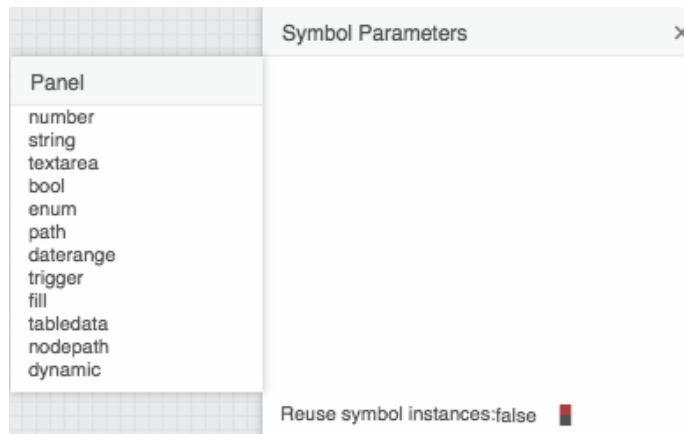 Symbol Parameters
Panel
number
string
textarea
bool
enum
path
daterange
trigger
fill
tabledata
nodepath
dynamic
Reuse symbol instances:false